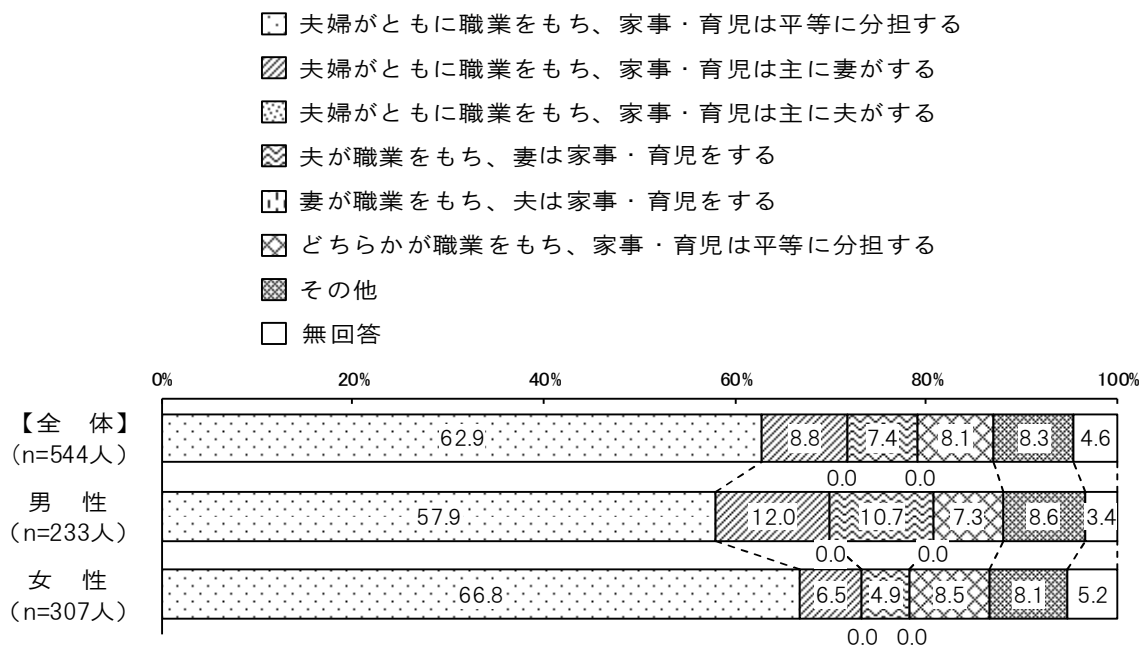 夫婦がともに職業をもち、家事・育児は平等に分担する
夫婦がともに職業をもち、家事・育児は主に妻がする
夫婦がともに職業をもち、家事・育児は主に夫がする
夫が職業をもち、妻は家事・育児をする
妻が職業をもち、夫は家事・育児をする
どちらかが職業をもち、家事・育児は平等に分担する
その他
無回答
0% 20% 40% 60% 80% 100%
【全 体】
(n=544人)
62.9 8.8 7.4 8.1 8.3 4.6
0.0 0.0
男 性
(n=233人)
57.9 12.0 10.7 7.3 8.6 3.4
0.0 0.0
女 性
(n=307人)
66.8 6.5 4.9 8.5 8.1 5.2
0.0 0.0